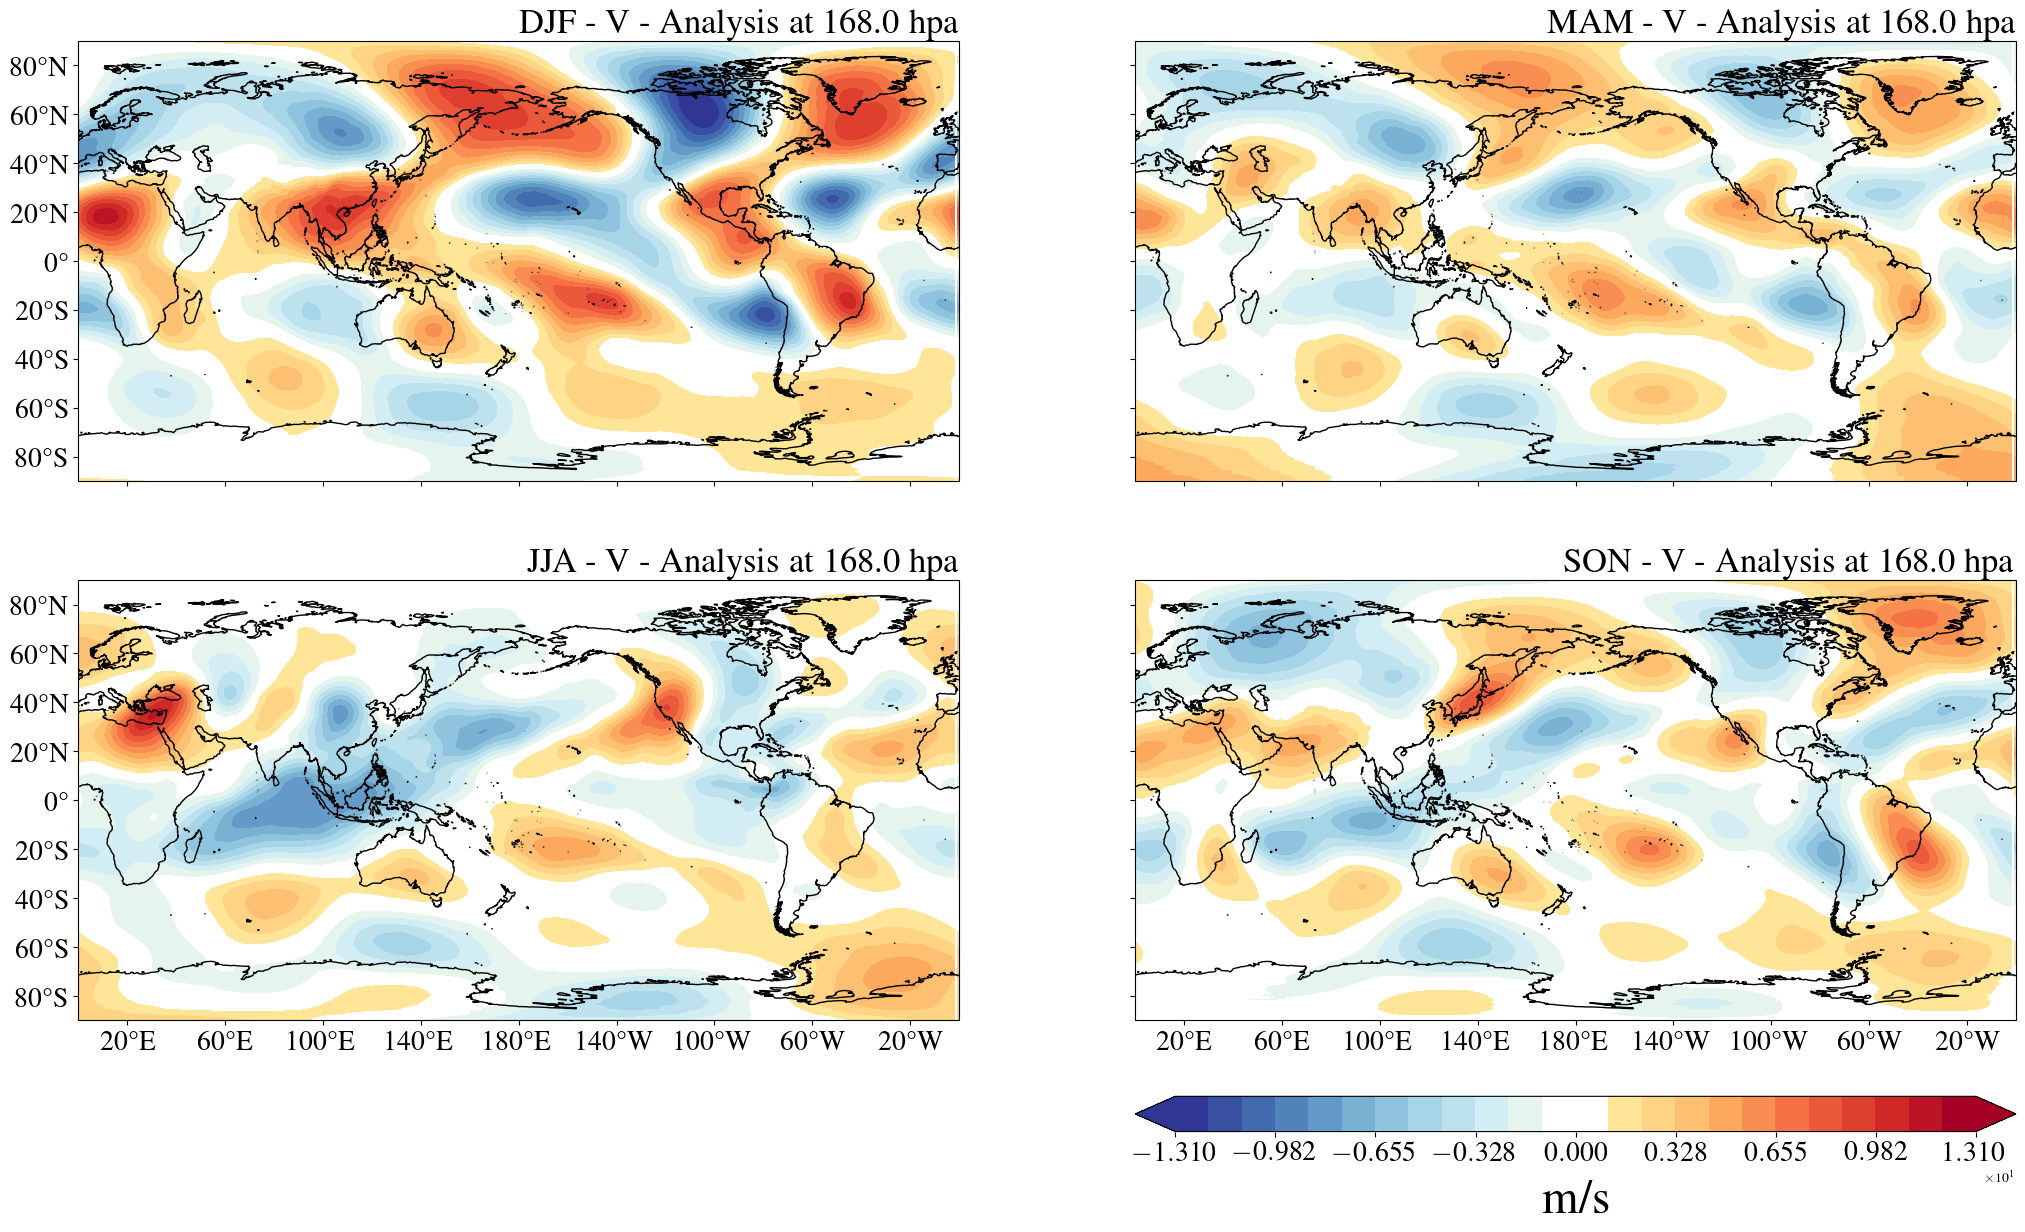 DJF - V - Analysis at 168.0 hpa
MAM - V - Analysis at 168.0 hpa
80°N
60°N
40°N
20°N
0°
20°S
40°S
60°S
80°S
JJA - V - Analysis at 168.0 hpa
SON - V - Analysis at 168.0 hpa
80°N
60°N
40°N
20°N
0°
20°S
40°S
60°S
80°S
20°E 60°E 100°E 140°E 180°E 140°W 100°W 60°W 20°W
20°E 60°E 100°E 140°E 180°E 140°W 100°W 60°W 20°W
−1.310 −0.982 −0.655 −0.328 0.000 0.328 0.655 0.982 1.310
×10¹
m/s